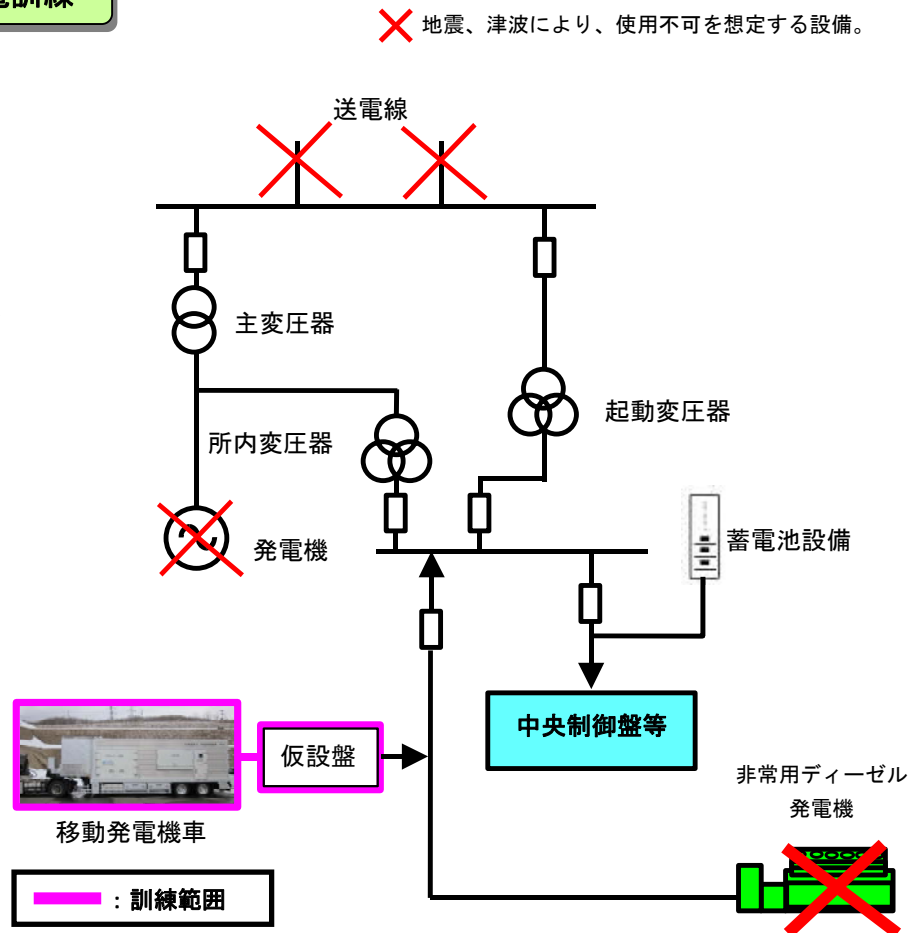 訓練
地震、津波により、使用不可を想定する設備。
送電線
主変圧器
起動変圧器
所内変圧器
発電機
蓄電池設備
中央制御盤等
仮設盤
移動発電機車
非常用ディーゼル
発電機
：訓練範囲